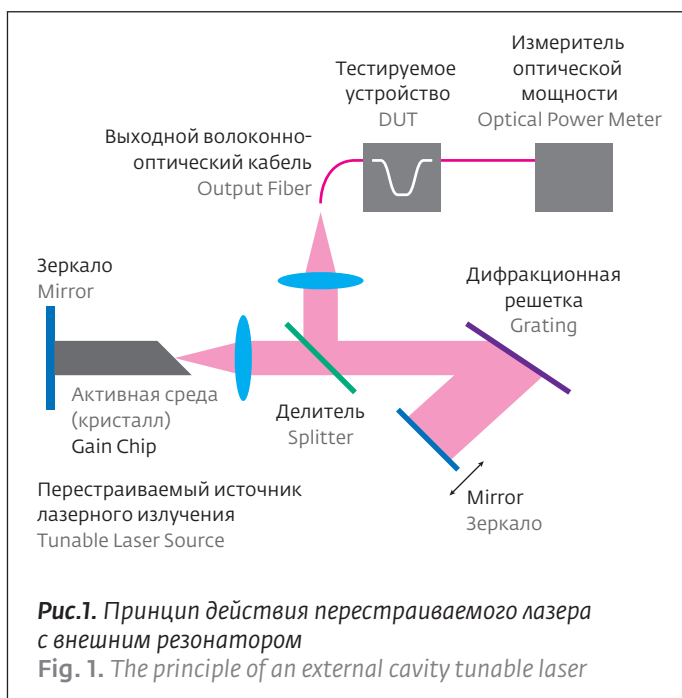 Измеритель
оптической
мощности
Optical Power Meter
Тестируемое
устройство
DUT
Выходной волоконно-
оптический кабель
Output Fiber
Зеркало
Mirror
Дифракционная
решетка
Grating
Активная среда
(кристалл)
Gain Chip
Делитель
Splitter
Mirror
Зеркало
Перестраиваемый источник
лазерного излучения
Tunable Laser Source
Рис.1. Принцип действия перестраиваемого лазера
с внешним резонатором
Fig. 1. The principle of an external cavity tunable laser